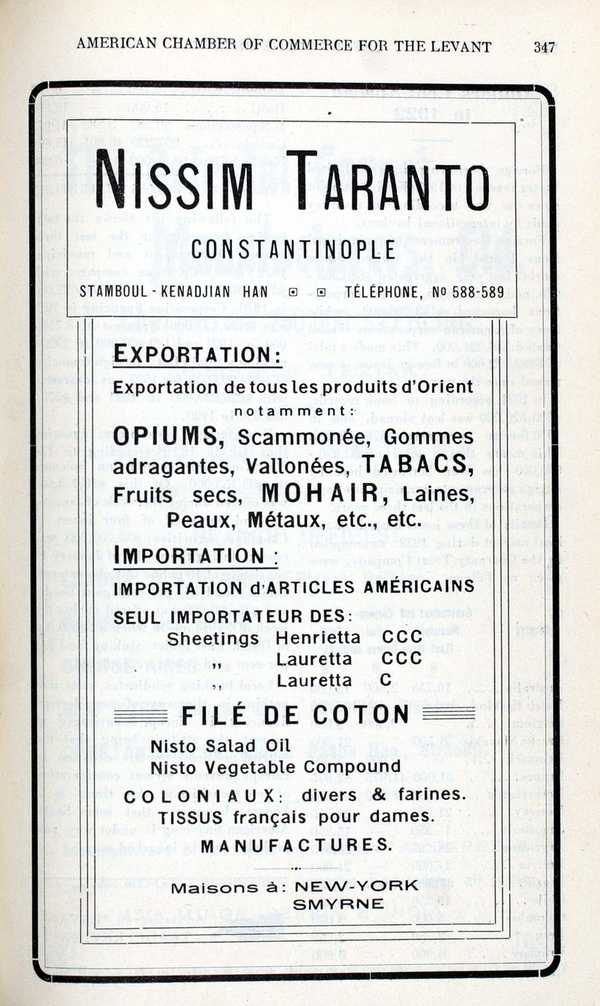 AMERICAN CHAMBER OF COMMERCE FOR THE LEVANT 347
NISSIM TARANTO
CONSTANTINOPLE
STAMBOUL - KENADJIAN HAN TÉLÉPHONE, No 588-589
EXPORTATION:
Exportation de tous les produits d'Orient
notamment:
OPIUMS, Scammonée, Gommes
adragantes, Vallonées, TABACS,
Fruits secs, MOHAIR, Laines,
Peaux, Métaux, etc., etc.
IMPORTATION :
IMPORTATION d'ARTICLES AMÉRICAINS
SEUL IMPORTATEUR DES:
Sheetings Henrietta CCC
,, Lauretta CCC
,, Lauretta C
FILÉ DE COTON
Nisto Salad Oil
Nisto Vegetable Compound
COLONIAUX: divers & farines.
TISSUS français pour dames.
MANUFACTURES.
Maisons à: NEW-YORK
SMYRNE